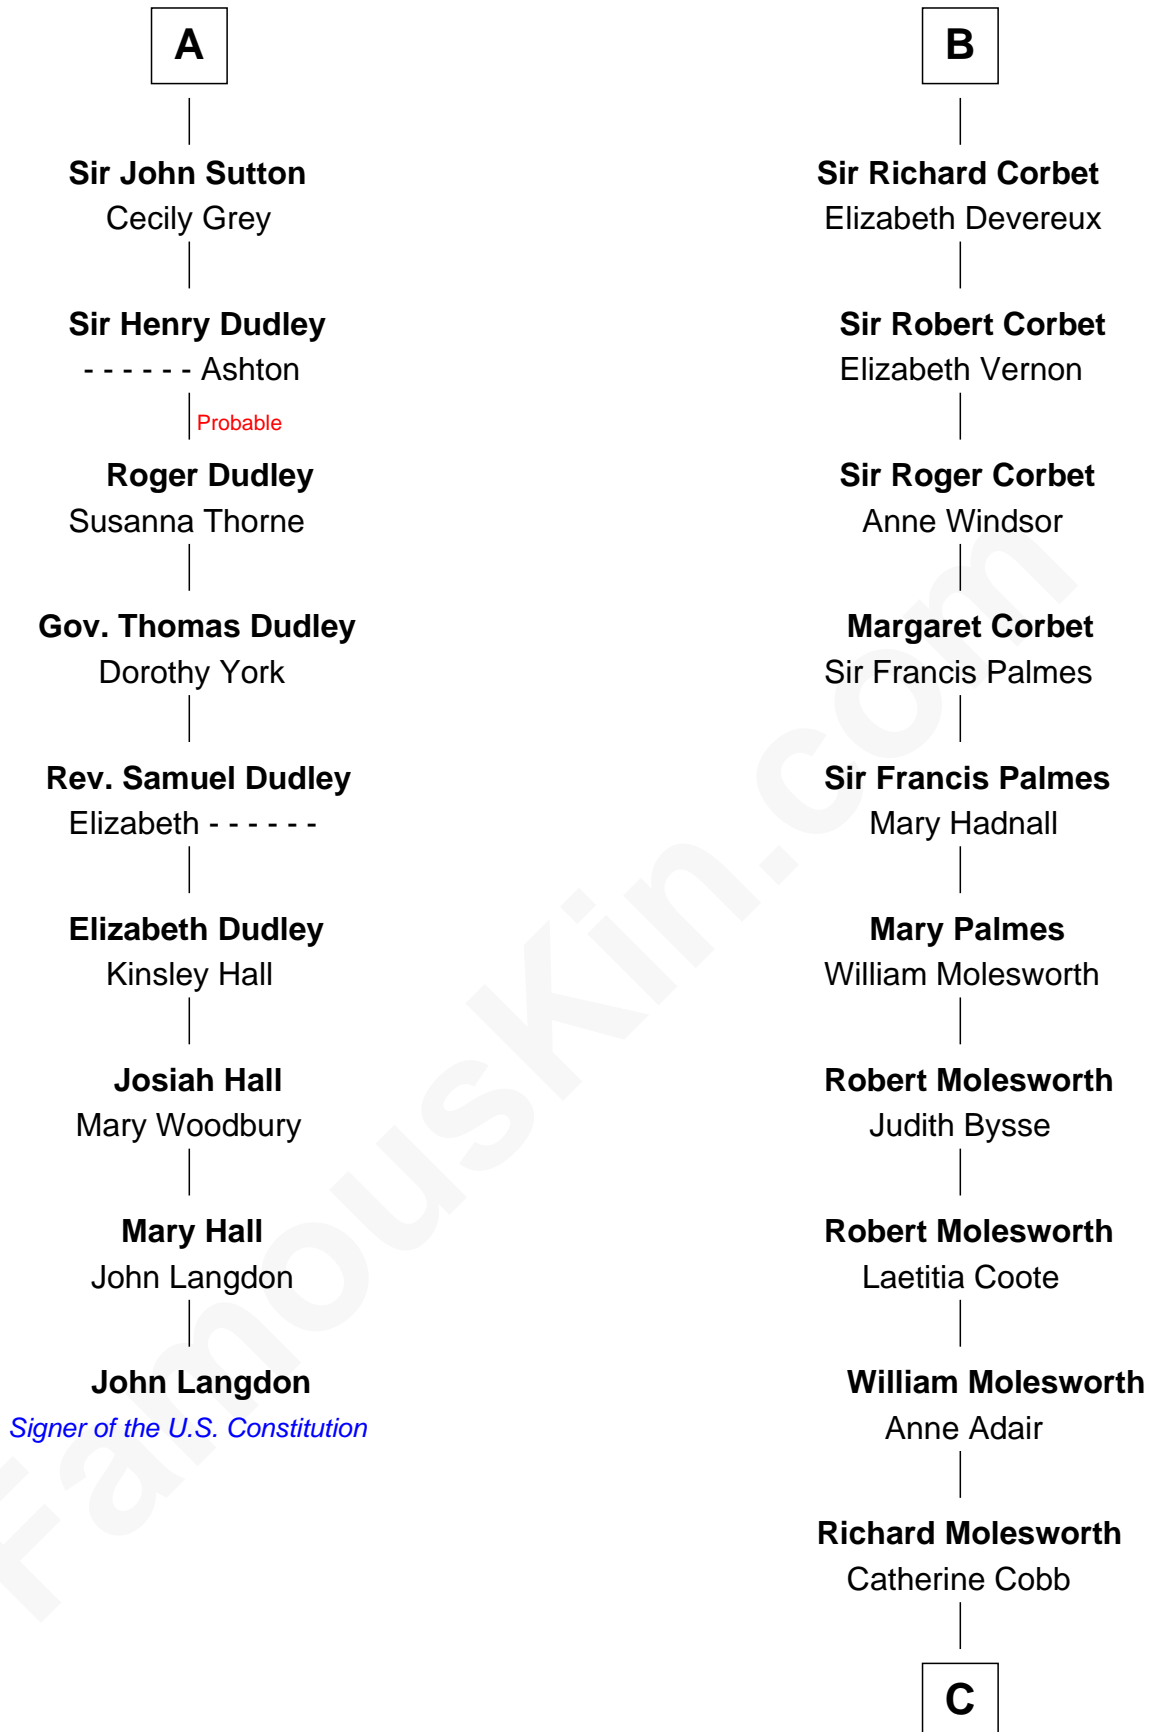 A
Sir John Sutton
Cecily Grey
Sir Henry Dudley
- - - - - - Ashton
Probable
Roger Dudley
Susanna Thorne
Gov. Thomas Dudley
Dorothy York
Rev. Samuel Dudley
Elizabeth - - - - - -
Elizabeth Dudley
Kinsley Hall
Josiah Hall
Mary Woodbury
Mary Hall
John Langdon
John Langdon
Signer of the U.S. Constitution
B
Sir Richard Corbet
Elizabeth Devereux
Sir Robert Corbet
Elizabeth Vernon
Sir Roger Corbet
Anne Windsor
Margaret Corbet
Sir Francis Palmes
Sir Francis Palmes
Mary Hadnall
Mary Palmes
William Molesworth
Robert Molesworth
Judith Bysse
Robert Molesworth
Laetitia Coote
William Molesworth
Anne Adair
Richard Molesworth
Catherine Cobb
C
FamousKin.com